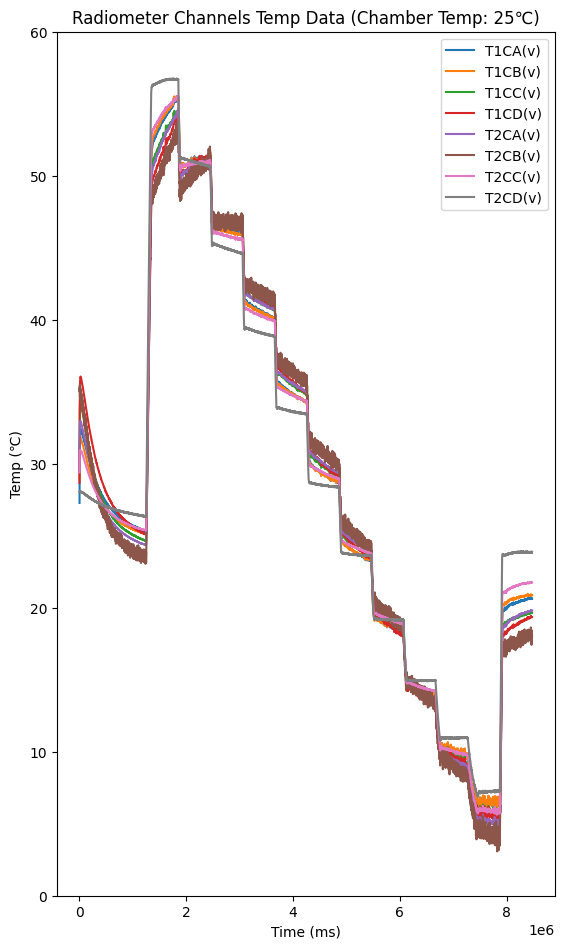 Radiometer Channels Temp Data (Chamber Temp: 25℃)
60
50
40
30
20
10
0
Temp (℃)
T1CA(v)
T1CB(v)
T1CC(v)
T1CD(v)
T2CA(v)
T2CB(v)
T2CC(v)
T2CD(v)
0 2 4 6 8
1e6
Time (ms)